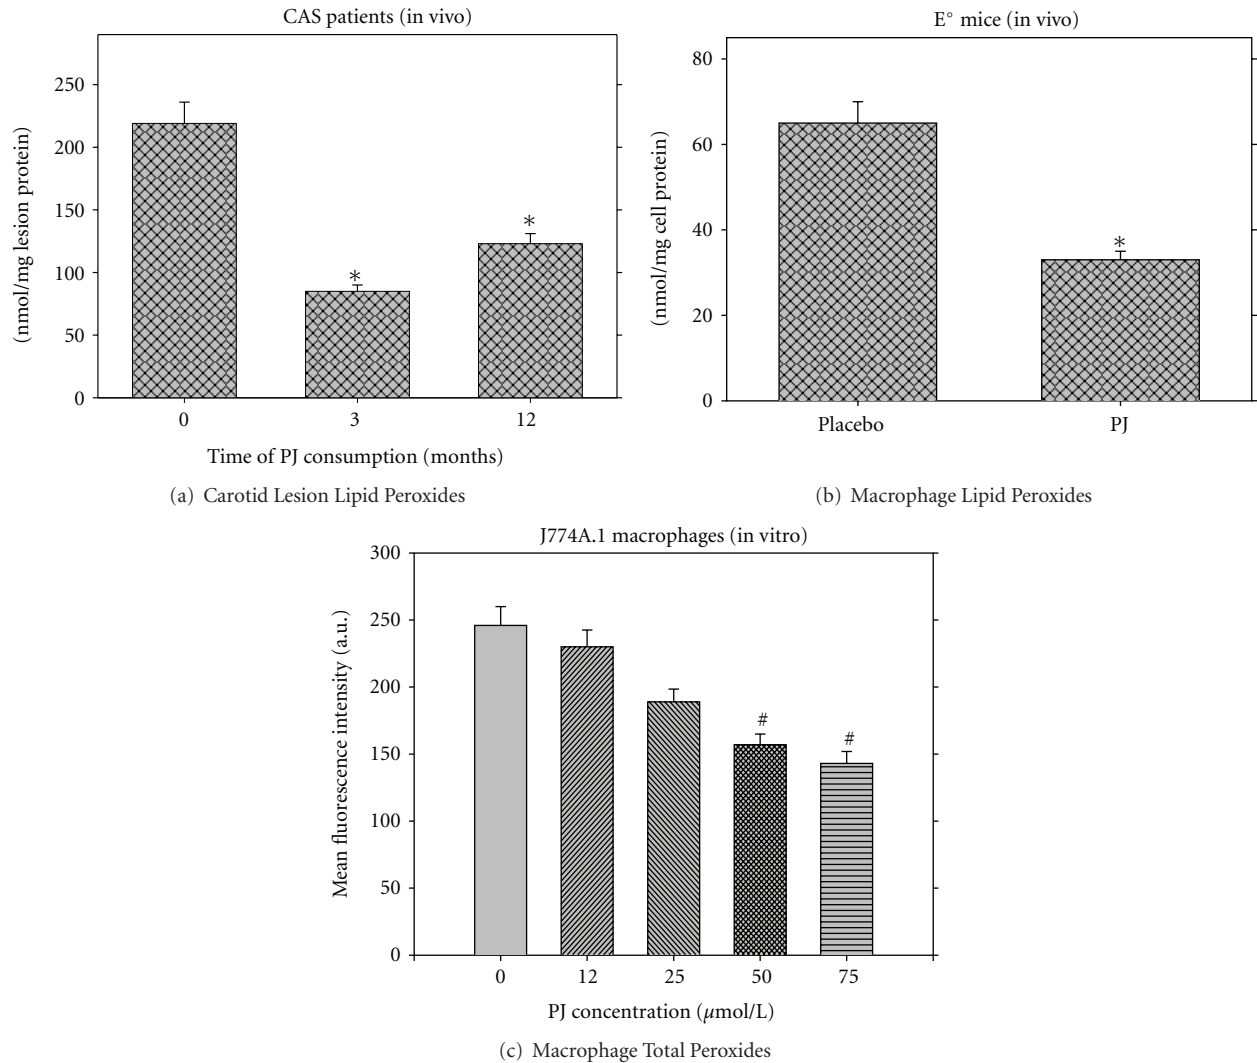 CAS patients (in vivo)
(nmol/mg lesion protein)
250
200
150
100
50
0
*
*
0 3 12
Time of PJ consumption (months)
(a) Carotid Lesion Lipid Peroxides
E° mice (in vivo)
(nmol/mg cell protein)
80
60
40
20
0
*
Placebo PJ
(b) Macrophage Lipid Peroxides
J774A.1 macrophages (in vitro)
Mean fluorescence intensity (a.u.)
300
250
200
150
100
50
0
#
#
0 12 25 50 75
PJ concentration (µmol/L)
(c) Macrophage Total Peroxides